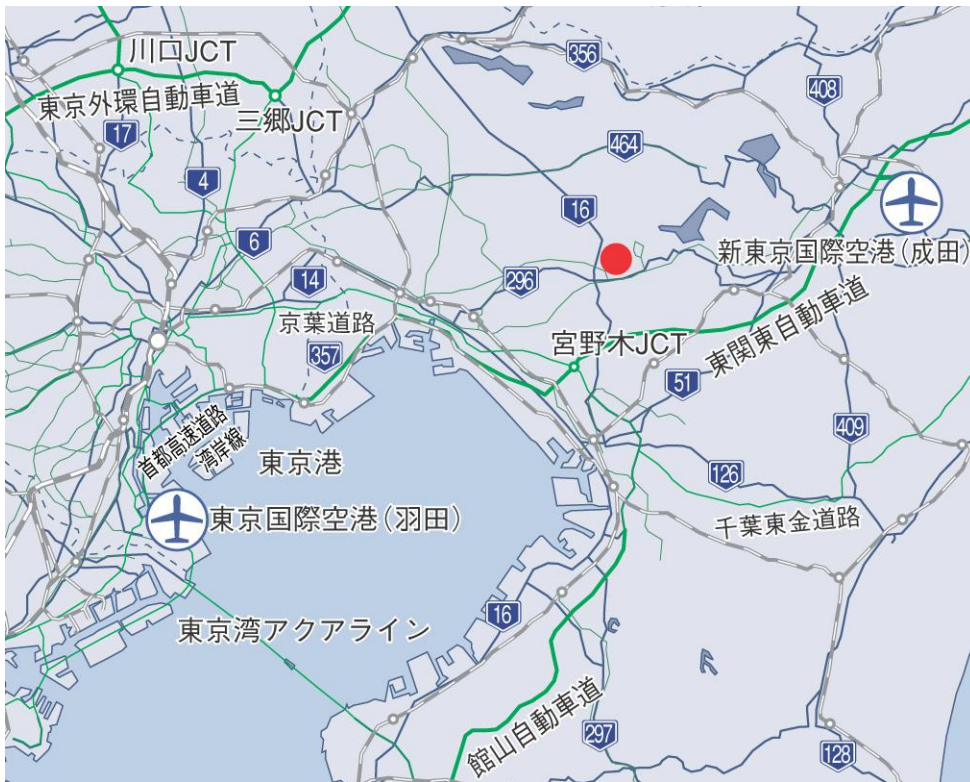 川口JCT
356
408
東京外環自動車道
三郷JCT
17
464
4
16
6
新東京国際空港(成田)
14
296
京葉道路
東関東自動車道
357
宮野木JCT
51
首都高速道路
湾岸線
409
東京港
126
東京国際空港(羽田)
千葉東金道路
16
東京湾アクアライン
館山自動車道
297
128